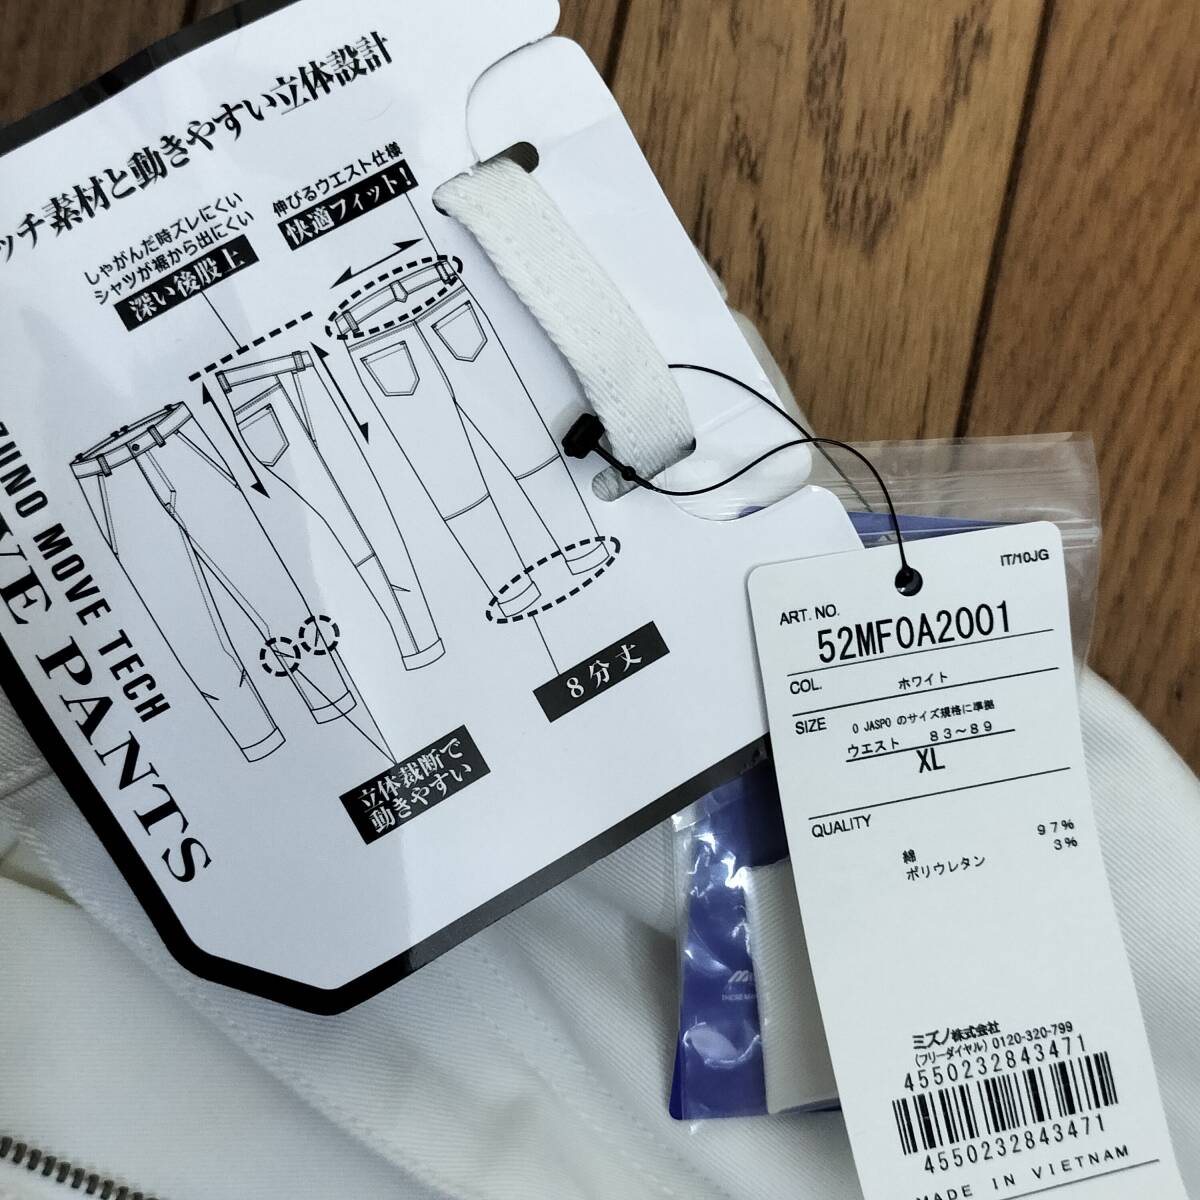 ッチ素材と動きやすい立体設計
しゃがんだ時ズレにくい
シャツが裾から出にくい
深い後股上
伸びるウエスト仕様
快適フィット!
8分丈
立体裁断で
動きやすい
MOVE TECH
PANTS
IT/10JG
ART. NO.
52MF0A2001
COL. ホワイト
SIZE 0 JASPO のサイズ規格に準拠
ウエスト 83~89
XL
QUALITY
綿 97%
ポリウレタン 3%
ミズノ株式会社
(フリーダイヤル) 0120-320-799
4550232843471
4550232843471
MADE IN VIETNAM